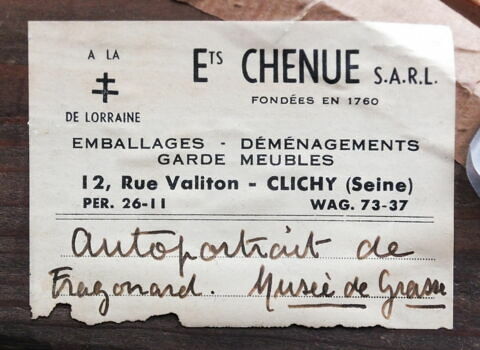 A LA
DE LORRAINE
Ets CHENUE S.A.R.L.
FONDÉES EN 1760
EMBALLAGES - DÉMÉNAGEMENTS
GARDE MEUBLES
12, Rue Valiton - CLICHY (Seine)
PER. 26-11 WAG. 73-37
Autoportrait de
Fragonard. Musée de Grasse